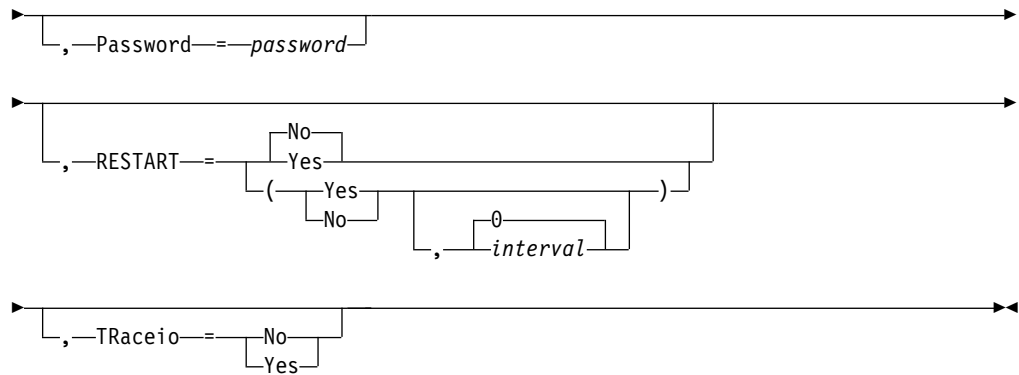 , Password = password
No
, RESTART = Yes
( Yes )
No 0
, interval
, TRaceio = No
Yes